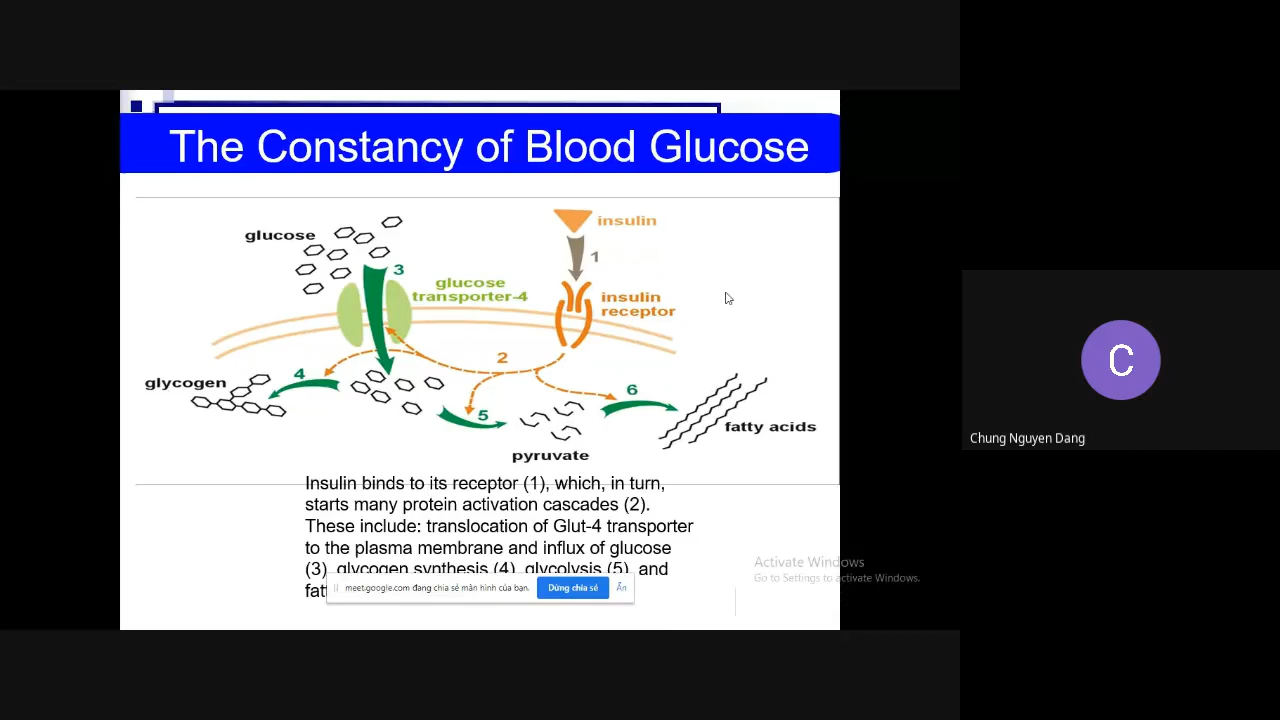 The Constancy of Blood Glucose
insulin
glucose
1
3
glucose
transporter-4
insulin
receptor
2
glycogen
4
6
5
fatty acids
pyruvate
Insulin binds to its receptor (1), which, in turn,
starts many protein activation cascades (2).
These include: translocation of Glut-4 transporter
to the plasma membrane and influx of glucose
(3), glycogen synthesis (4), glycolysis (5), and
meet.google.com đang chia sẻ màn hình của bạn.
Dừng chia sẻ
Ẩn
Activate Windows
Go to Settings to activate Windows.
C
Chung Nguyen Dang